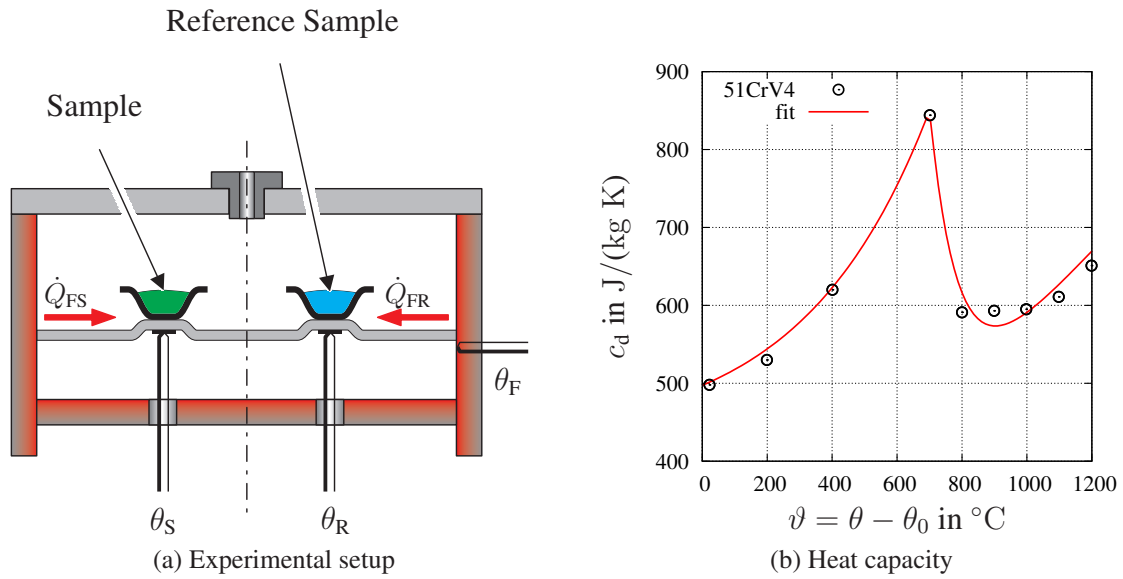 Reference Sample
Sample
Q̇FS
Q̇FR
θF
θS
θR
(a) Experimental setup
900
800
700
600
500
400
0 200 400 600 800 1000 1200
cd in J/(kg K)
51CrV4
fit
ϑ = θ − θ0 in °C
(b) Heat capacity